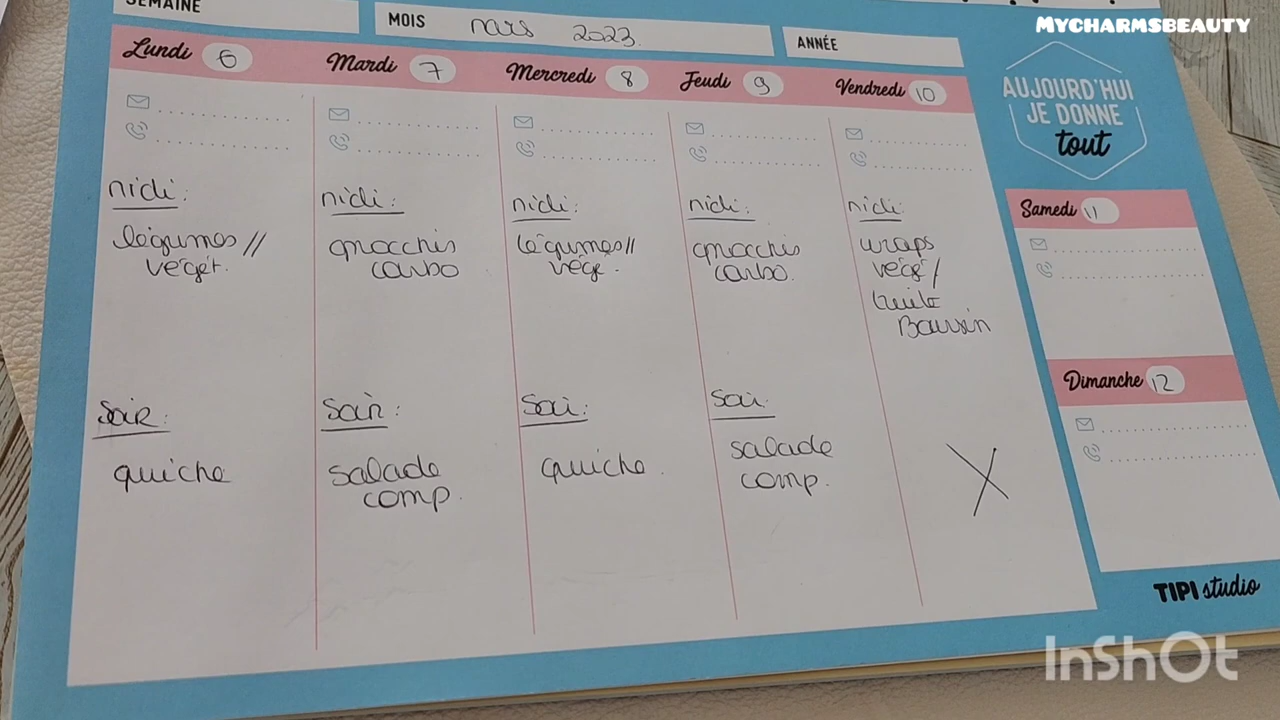 SEMAINE
MOIS mars 2023.
ANNÉE
MYCHARMSBEAUTY
Lundi 6
Mardi 7
Mercredi 8
Jeudi 9
Vendredi 10
AUJOURD'HUI
JE DONNE
tout
midi:
légumes //
végét.
soir:
quiche
midi:
gnocchis
carbo
soir:
salade
comp.
midi:
légumes //
végé.
soir:
quiche.
midi:
gnocchis
carbo.
soir:
salade
comp.
midi:
wraps
végé /
Boursin
X
Samedi 11
Dimanche 12
TIPI studio
InShOt